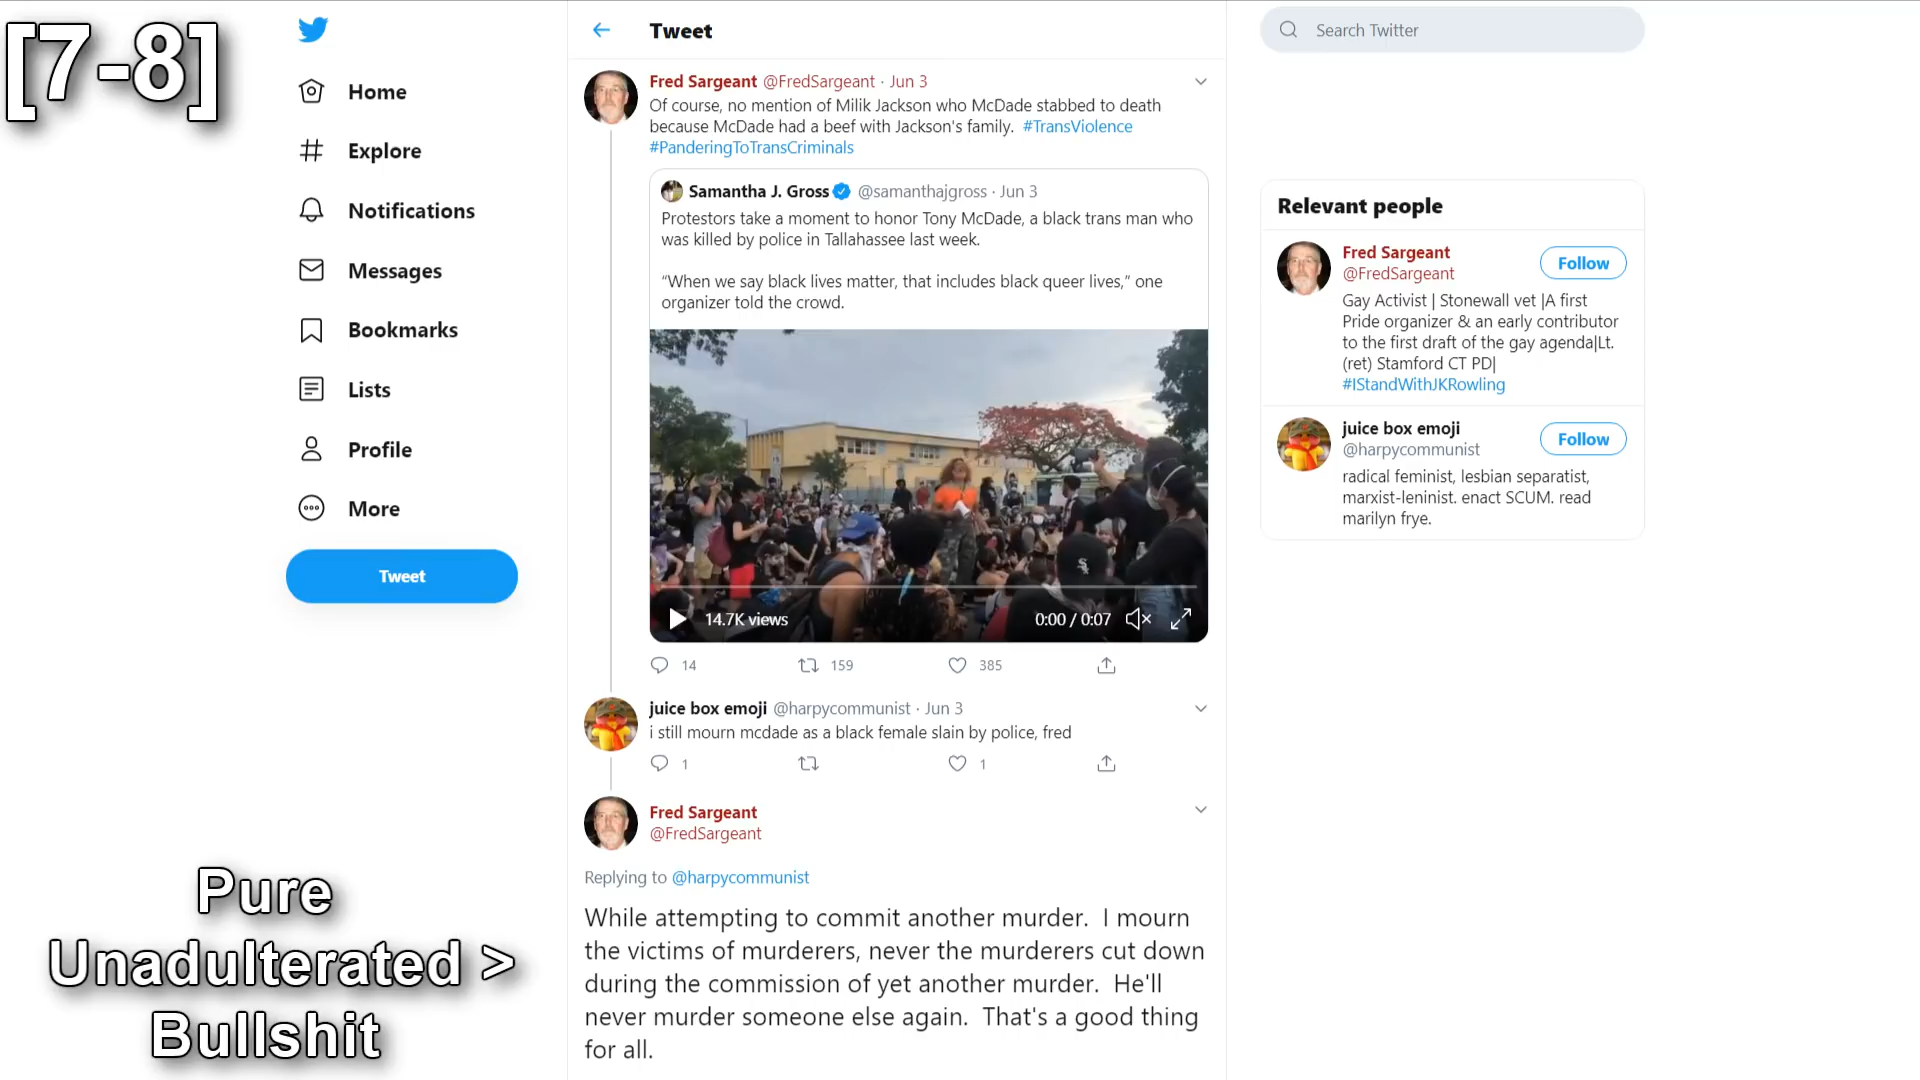 [7-8]
Home
Explore
Notifications
Messages
Bookmarks
Lists
Profile
More
Tweet
Pure
Unadulterated >
Bullshit
Tweet
Fred Sargeant @FredSargeant · Jun 3
Of course, no mention of Milik Jackson who McDade stabbed to death
because McDade had a beef with Jackson's family. #TransViolence
#PanderingToTransCriminals
Samantha J. Gross @samanthajgross · Jun 3
Protestors take a moment to honor Tony McDade, a black trans man who
was killed by police in Tallahassee last week.
“When we say black lives matter, that includes black queer lives,” one
organizer told the crowd.
14.7K views
0:00 / 0:07
14 159 385
juice box emoji @harpycommunist · Jun 3
i still mourn mcdade as a black female slain by police, fred
1 1
Fred Sargeant
@FredSargeant
Replying to @harpycommunist
While attempting to commit another murder. I mourn
the victims of murderers, never the murderers cut down
during the commission of yet another murder. He'll
never murder someone else again. That's a good thing
for all.
Search Twitter
Relevant people
Fred Sargeant
@FredSargeant
Follow
Gay Activist | Stonewall vet |A first
Pride organizer & an early contributor
to the first draft of the gay agenda|Lt.
(ret) Stamford CT PD|
#IStandWithJKRowling
juice box emoji
@harpycommunist
Follow
radical feminist, lesbian separatist,
marxist-leninist. enact SCUM. read
marilyn frye.